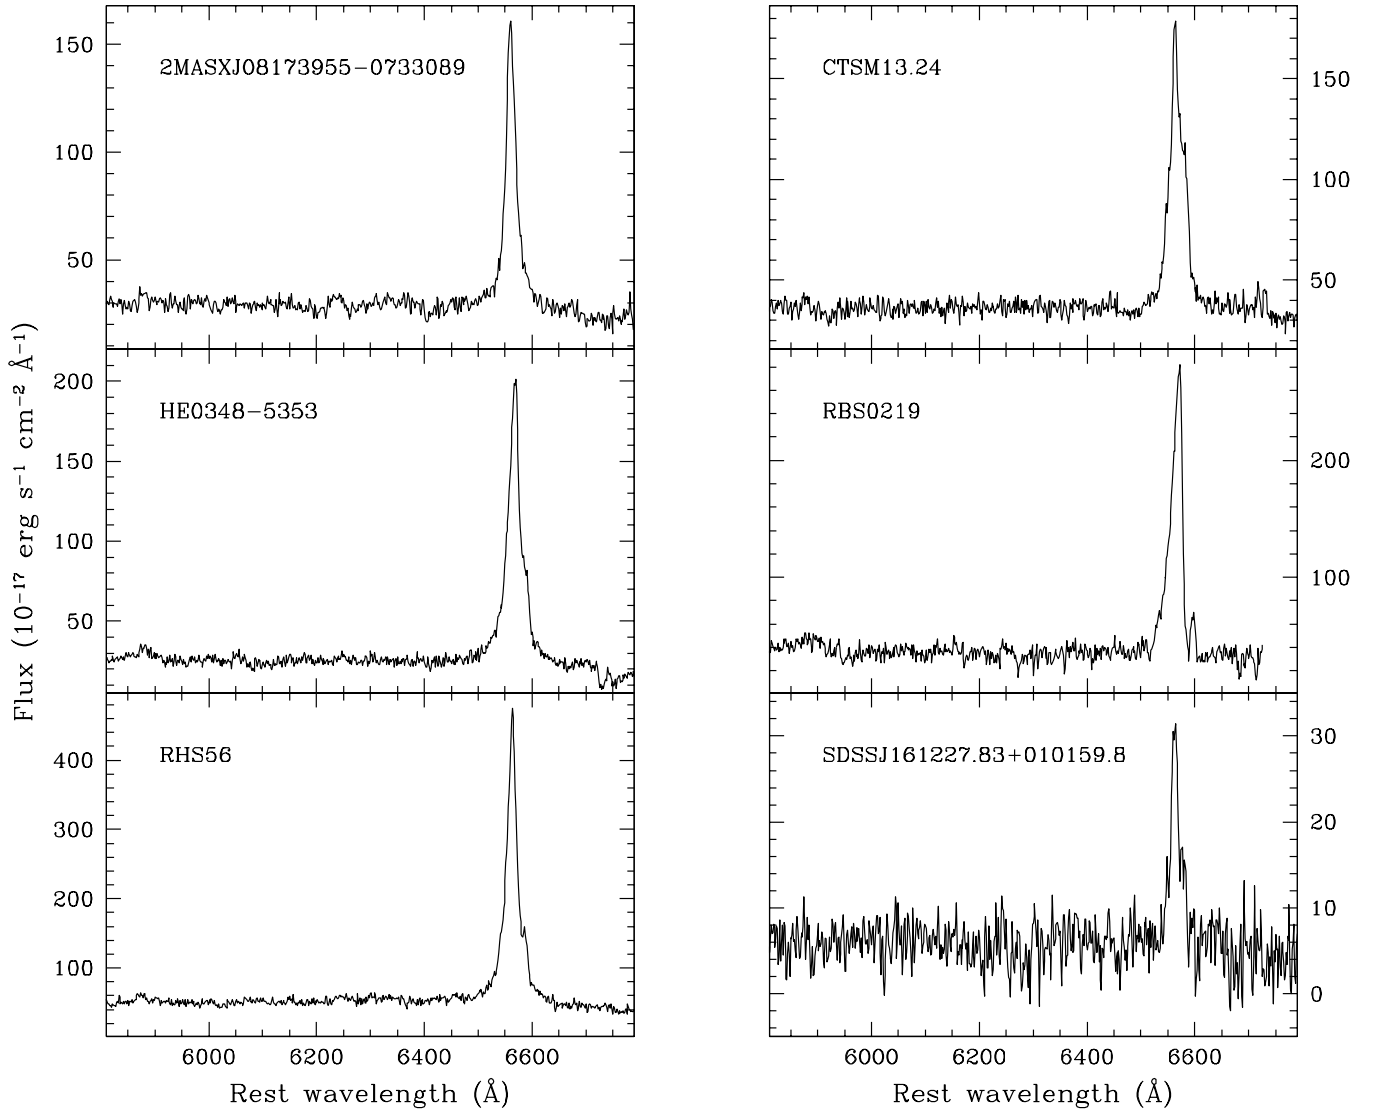 2MASXJ08173955−0733089
150
100
50
CTSM13.24
150
100
50
HE0348−5353
200
150
100
50
RBS0219
200
100
RHS56
400
300
200
100
SDSSJ161227.83+010159.8
30
20
10
0
6000 6200 6400 6600
6000 6200 6400 6600
Rest wavelength (Å)
Rest wavelength (Å)
Flux (10⁻¹⁷ erg s⁻¹ cm⁻² Å⁻¹)